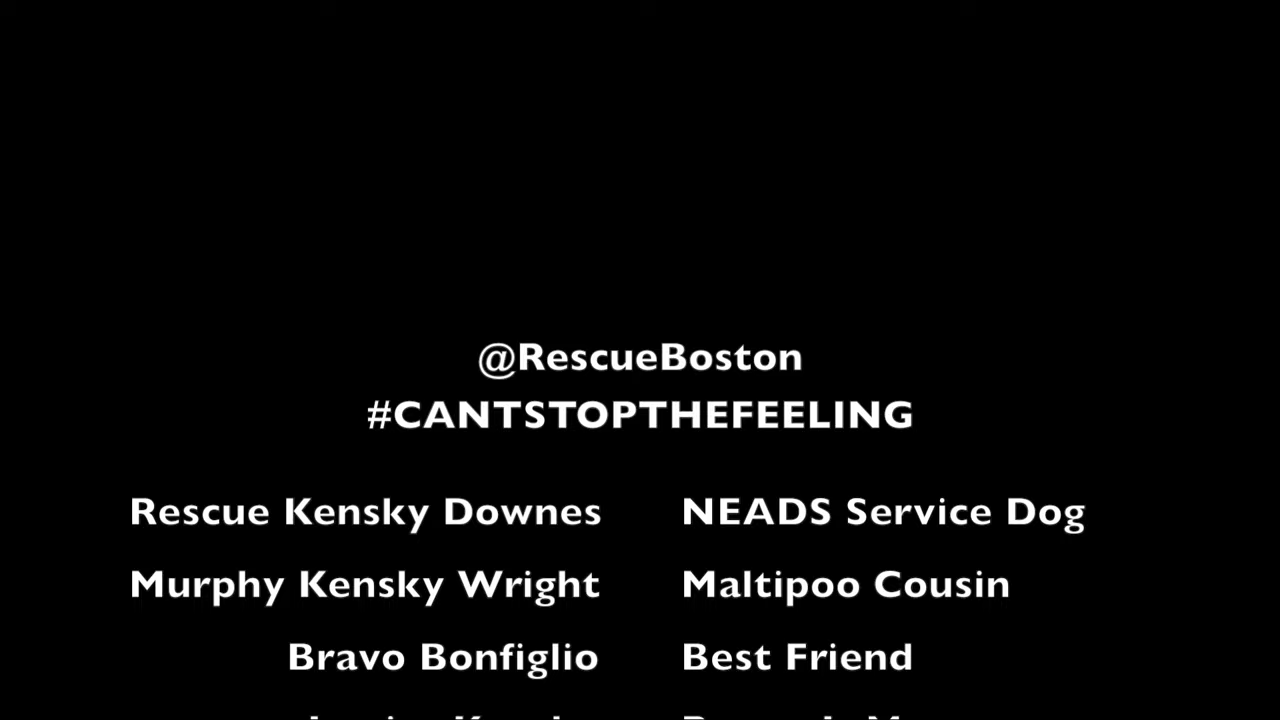 @RescueBoston
#CANTSTOPTHEFEELING
Rescue Kensky Downes NEADS Service Dog
Murphy Kensky Wright Maltipoo Cousin
Bravo Bonfiglio Best Friend